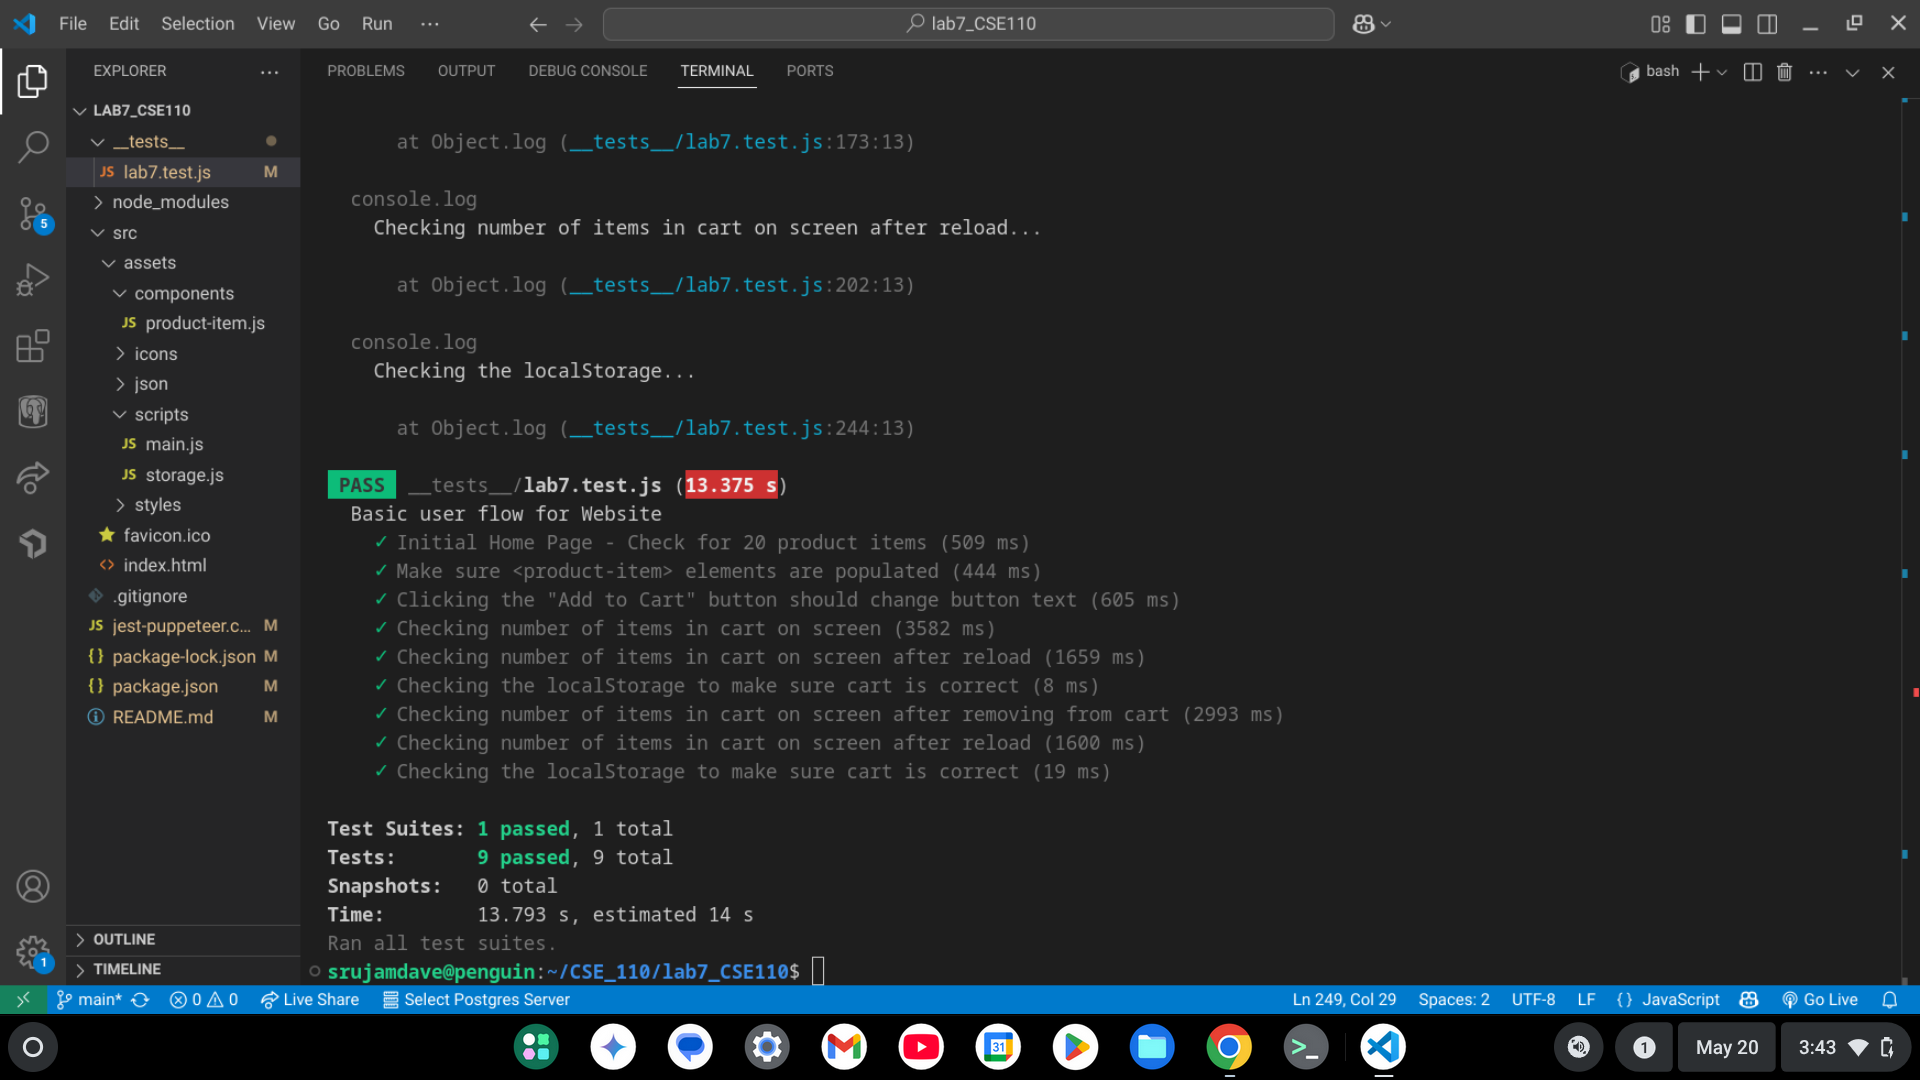 File Edit Selection View Go Run ···
lab7_CSE110
EXPLORER ···
LAB7_CSE110
__tests__
JS lab7.test.js M
node_modules
src
assets
components
JS product-item.js
icons
json
scripts
JS main.js
JS storage.js
styles
favicon.ico
<> index.html
.gitignore
JS jest-puppeteer.c... M
{} package-lock.json M
{} package.json M
README.md M
OUTLINE
TIMELINE
5
1
PROBLEMS OUTPUT DEBUG CONSOLE TERMINAL PORTS
bash
at Object.log (__tests__/lab7.test.js:173:13)
console.log
Checking number of items in cart on screen after reload...
at Object.log (__tests__/lab7.test.js:202:13)
console.log
Checking the localStorage...
at Object.log (__tests__/lab7.test.js:244:13)
PASS __tests__/lab7.test.js (13.375 s)
Basic user flow for Website
✓ Initial Home Page - Check for 20 product items (509 ms)
✓ Make sure <product-item> elements are populated (444 ms)
✓ Clicking the "Add to Cart" button should change button text (605 ms)
✓ Checking number of items in cart on screen (3582 ms)
✓ Checking number of items in cart on screen after reload (1659 ms)
✓ Checking the localStorage to make sure cart is correct (8 ms)
✓ Checking number of items in cart on screen after removing from cart (2993 ms)
✓ Checking number of items in cart on screen after reload (1600 ms)
✓ Checking the localStorage to make sure cart is correct (19 ms)
Test Suites: 1 passed, 1 total
Tests: 9 passed, 9 total
Snapshots: 0 total
Time: 13.793 s, estimated 14 s
Ran all test suites.
srujamdave@penguin:~/CSE_110/lab7_CSE110$
main* 0 0 Live Share Select Postgres Server Ln 249, Col 29 Spaces: 2 UTF-8 LF {} JavaScript Go Live
31 1 May 20 3:43